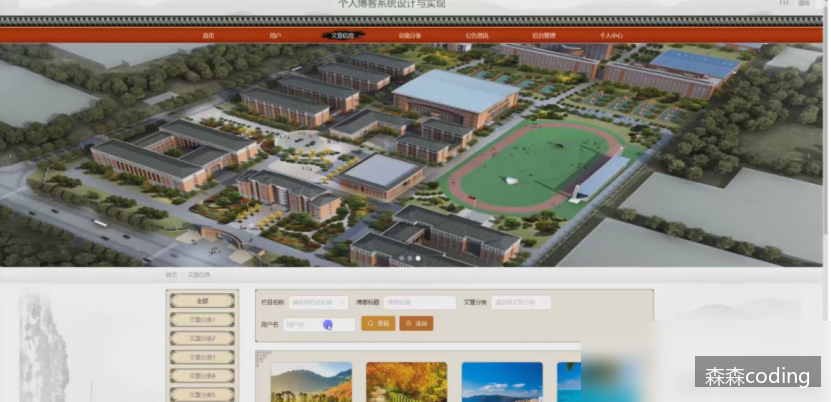 个人博客系统设计与实现
111 退出
首页 用户 文章信息 交流分享 公告资讯 后台管理 个人中心
首页 文章信息
全部
文章分类1
文章分类2
文章分类3
文章分类4
文章分类5
栏目名称 请选择栏目名称 博客标题 博客标题 文章分类 请选择文章分类
用户名 用户名 查询 添加
森森coding